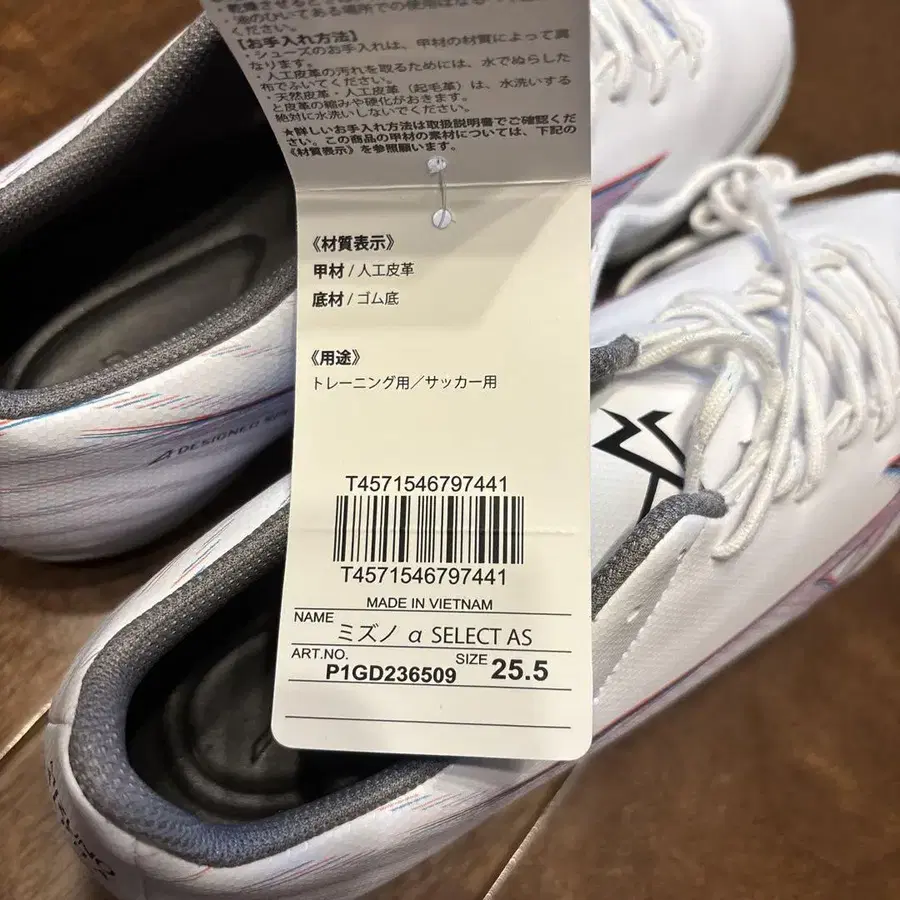 くください。
【お手入れ方法】
・シューズのお手入れは、甲材の材質によって異
なります。
・人工皮革の汚れを取るためには、水でぬらした
布でふいてください。
・天然皮革・人工皮革（起毛革）は、水洗いする
と皮革の縮みや硬化がおきます。
絶対に水洗いしないでください。
★詳しいお手入れ方法は取扱説明書でご確認くださ
い。この商品の甲材の素材については、下記の
《材質表示》を参照願います。
《材質表示》
甲材 / 人工皮革
底材 / ゴム底
《用途》
トレーニング用／サッカー用
T4571546797441
T4571546797441
MADE IN VIETNAM
NAME ミズノ α SELECT AS
ART.NO. P1GD236509 SIZE 25.5
DESIGNED